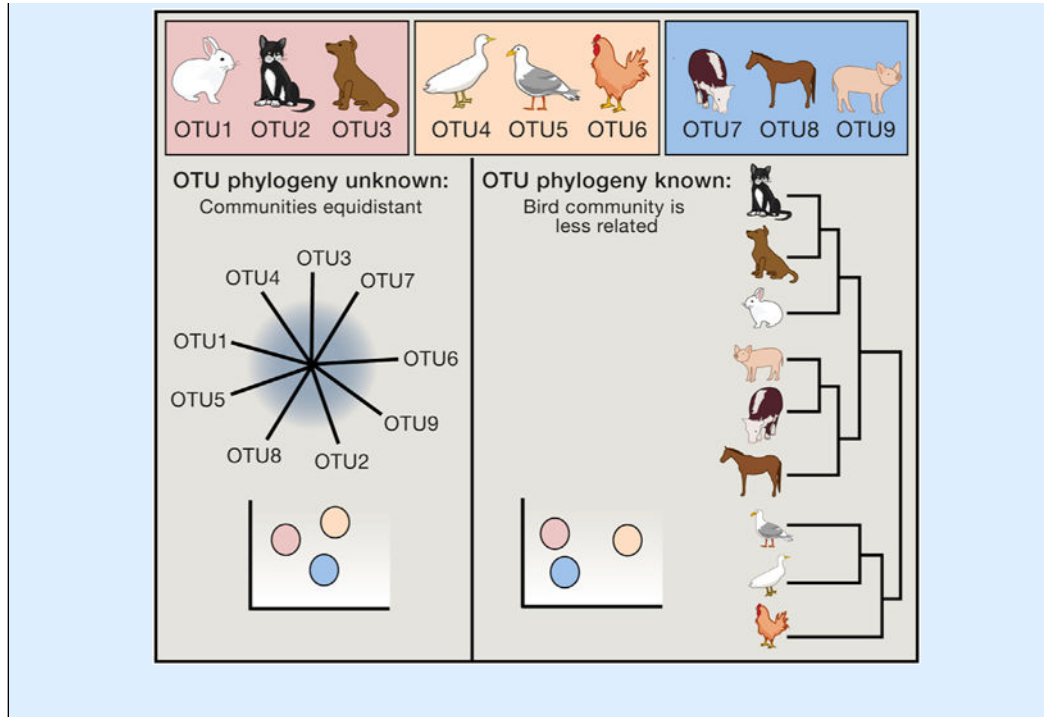 OTU1 OTU2 OTU3
OTU4 OTU5 OTU6
OTU7 OTU8 OTU9
OTU phylogeny unknown:
Communities equidistant
OTU3
OTU4
OTU7
OTU1
OTU6
OTU5
OTU9
OTU8
OTU2
OTU phylogeny known:
Bird community is
less related